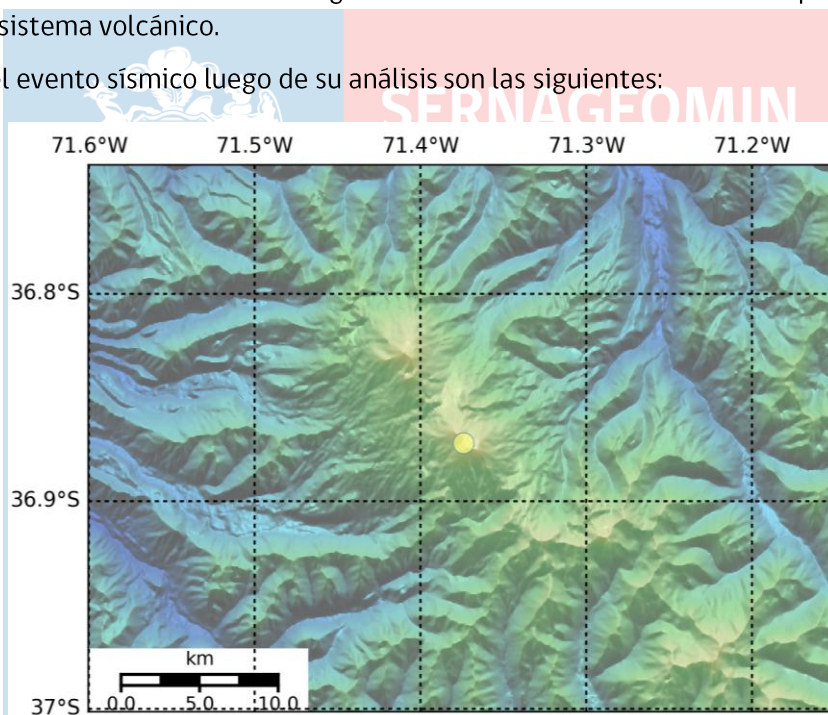 sistema volcánico.
el evento sísmico luego de su análisis son las siguientes:
SERNAGEOMIN
71.6°W 71.5°W 71.4°W 71.3°W 71.2°W
36.8°S
36.9°S
km
0.0 5.0 10.0
37°S